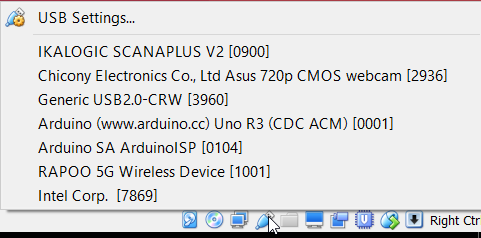 USB Settings...
IKALOGIC SCANAPLUS V2 [0900]
Chicony Electronics Co., Ltd Asus 720p CMOS webcam [2936]
Generic USB2.0-CRW [3960]
Arduino (www.arduino.cc) Uno R3 (CDC ACM) [0001]
Arduino SA ArduinoISP [0104]
RAPOO 5G Wireless Device [1001]
Intel Corp.  [7869]
Right Ctr